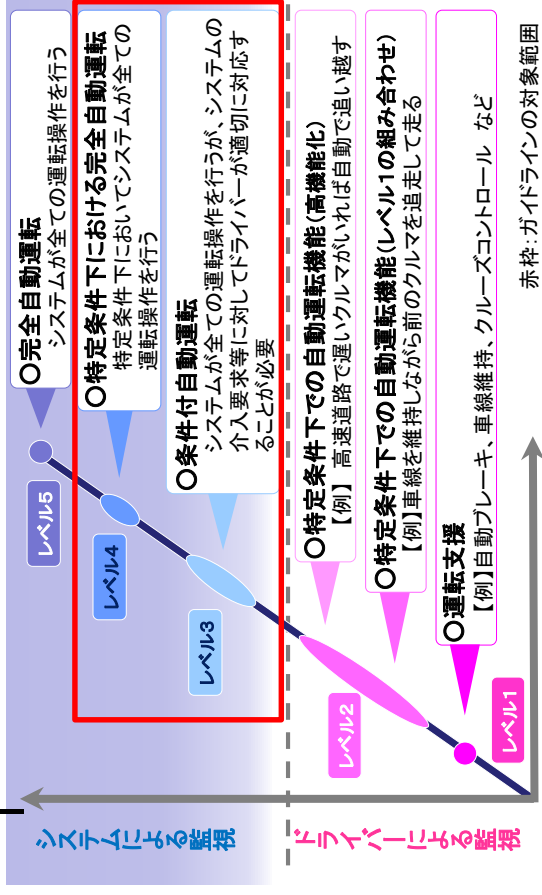 システムによる監視
ドライバーによる監視
レベル5
○完全自動運転
システムが全ての運転操作を行う
レベル4
○特定条件下における完全自動運転
特定条件下においてシステムが全ての
運転操作を行う
レベル3
○条件付自動運転
システムが全ての運転操作を行うが、システムの
介入要求等に対してドライバーが適切に対応す
ることが必要
レベル2
○特定条件下での自動運転機能(高機能化)
【例】 高速道路で遅いクルマがいれば自動で追い越す
○特定条件下での自動運転機能(レベル1の組み合わせ)
【例】車線を維持しながら前のクルマを追走して走る
レベル1
○運転支援
【例】自動ブレーキ、車線維持、クルーズコントロール など
赤枠:ガイドラインの対象範囲